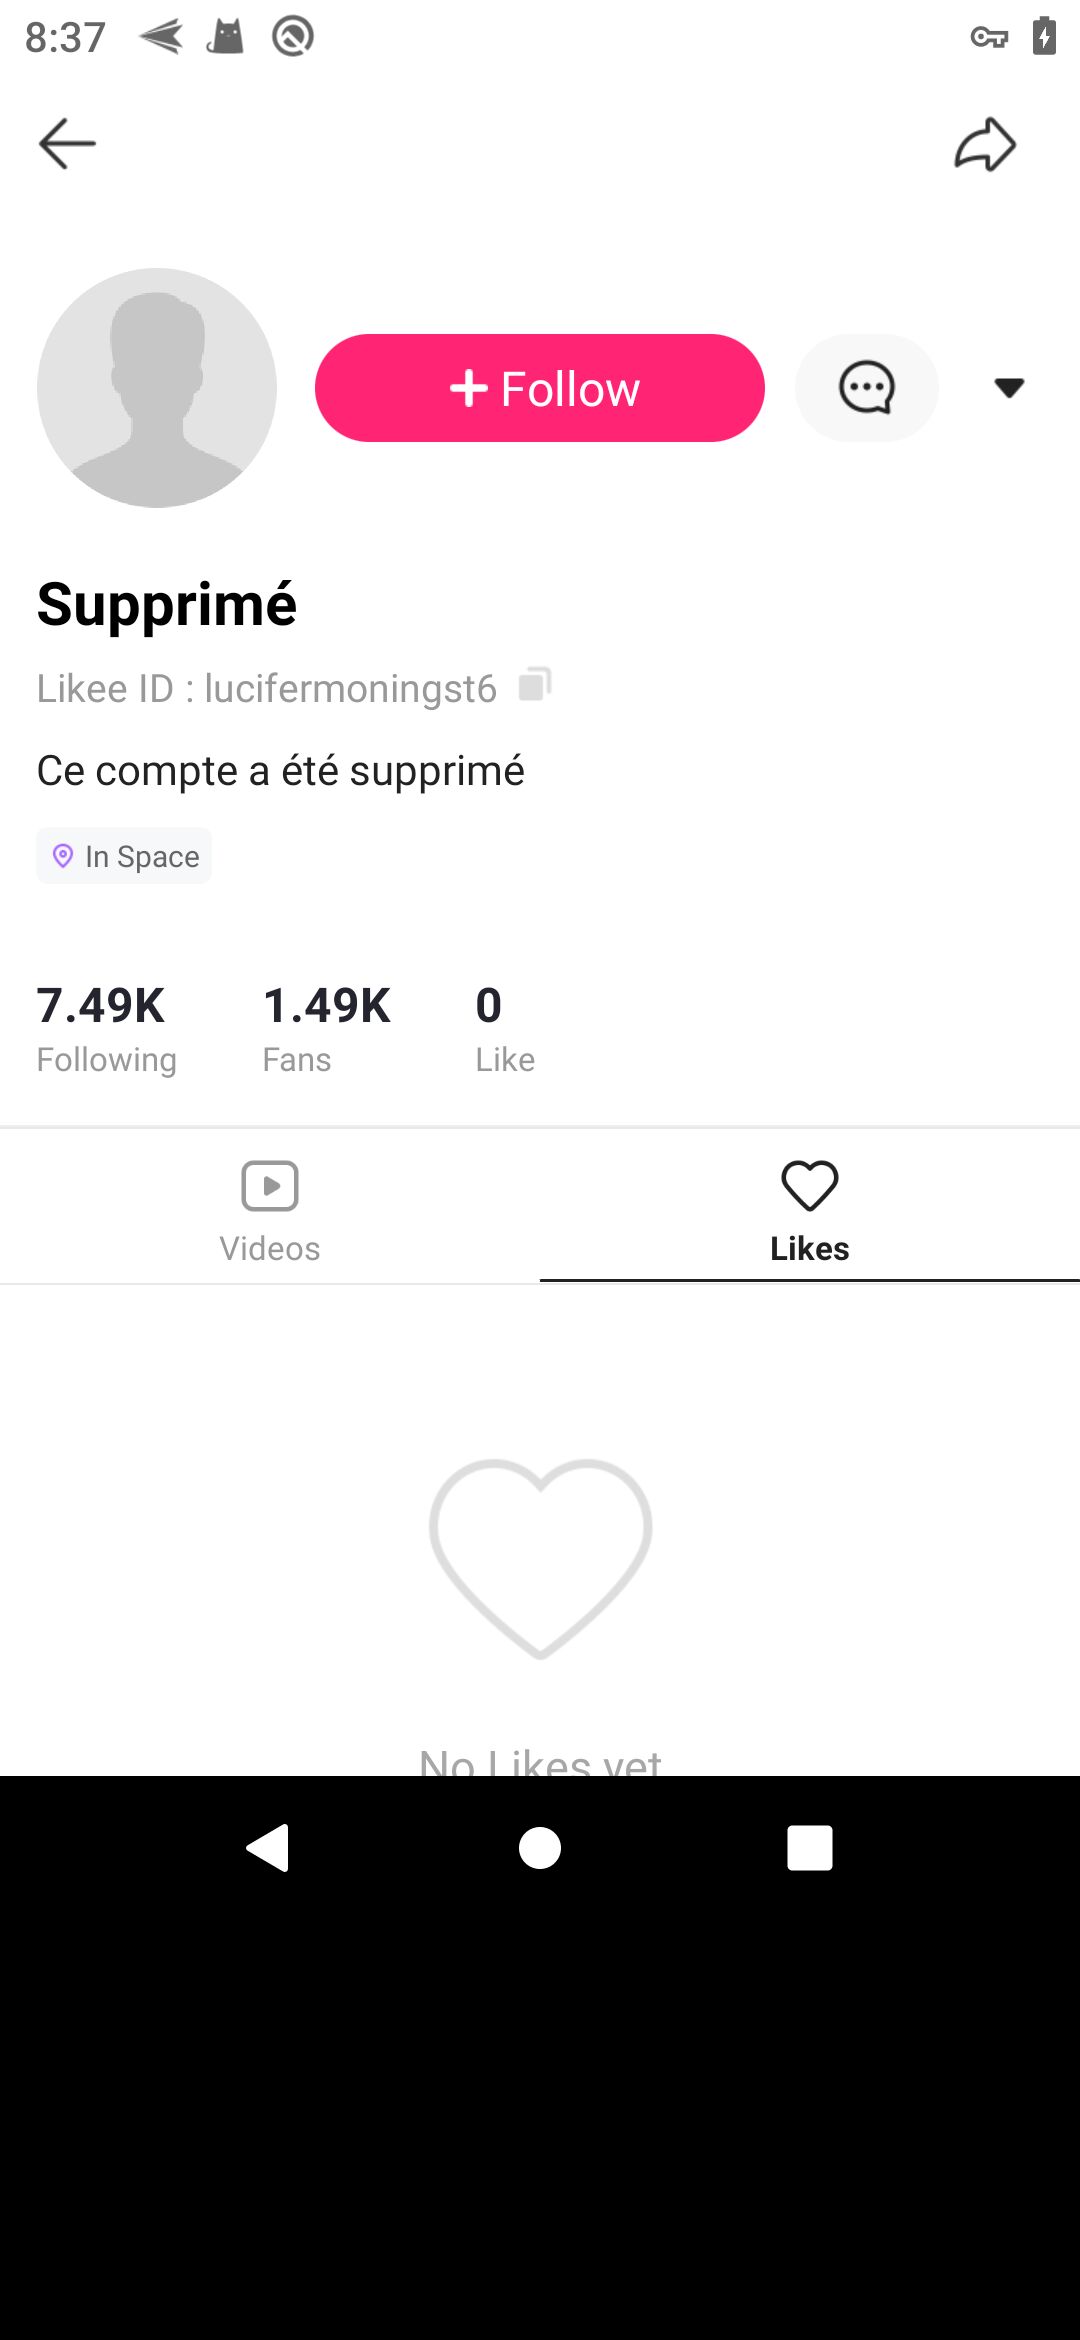 8:37
Follow
Supprimé
Likee ID : lucifermoningst6
Ce compte a été supprimé
In Space
7.49K 1.49K 0
Following Fans Like
Videos Likes
No Likes yet